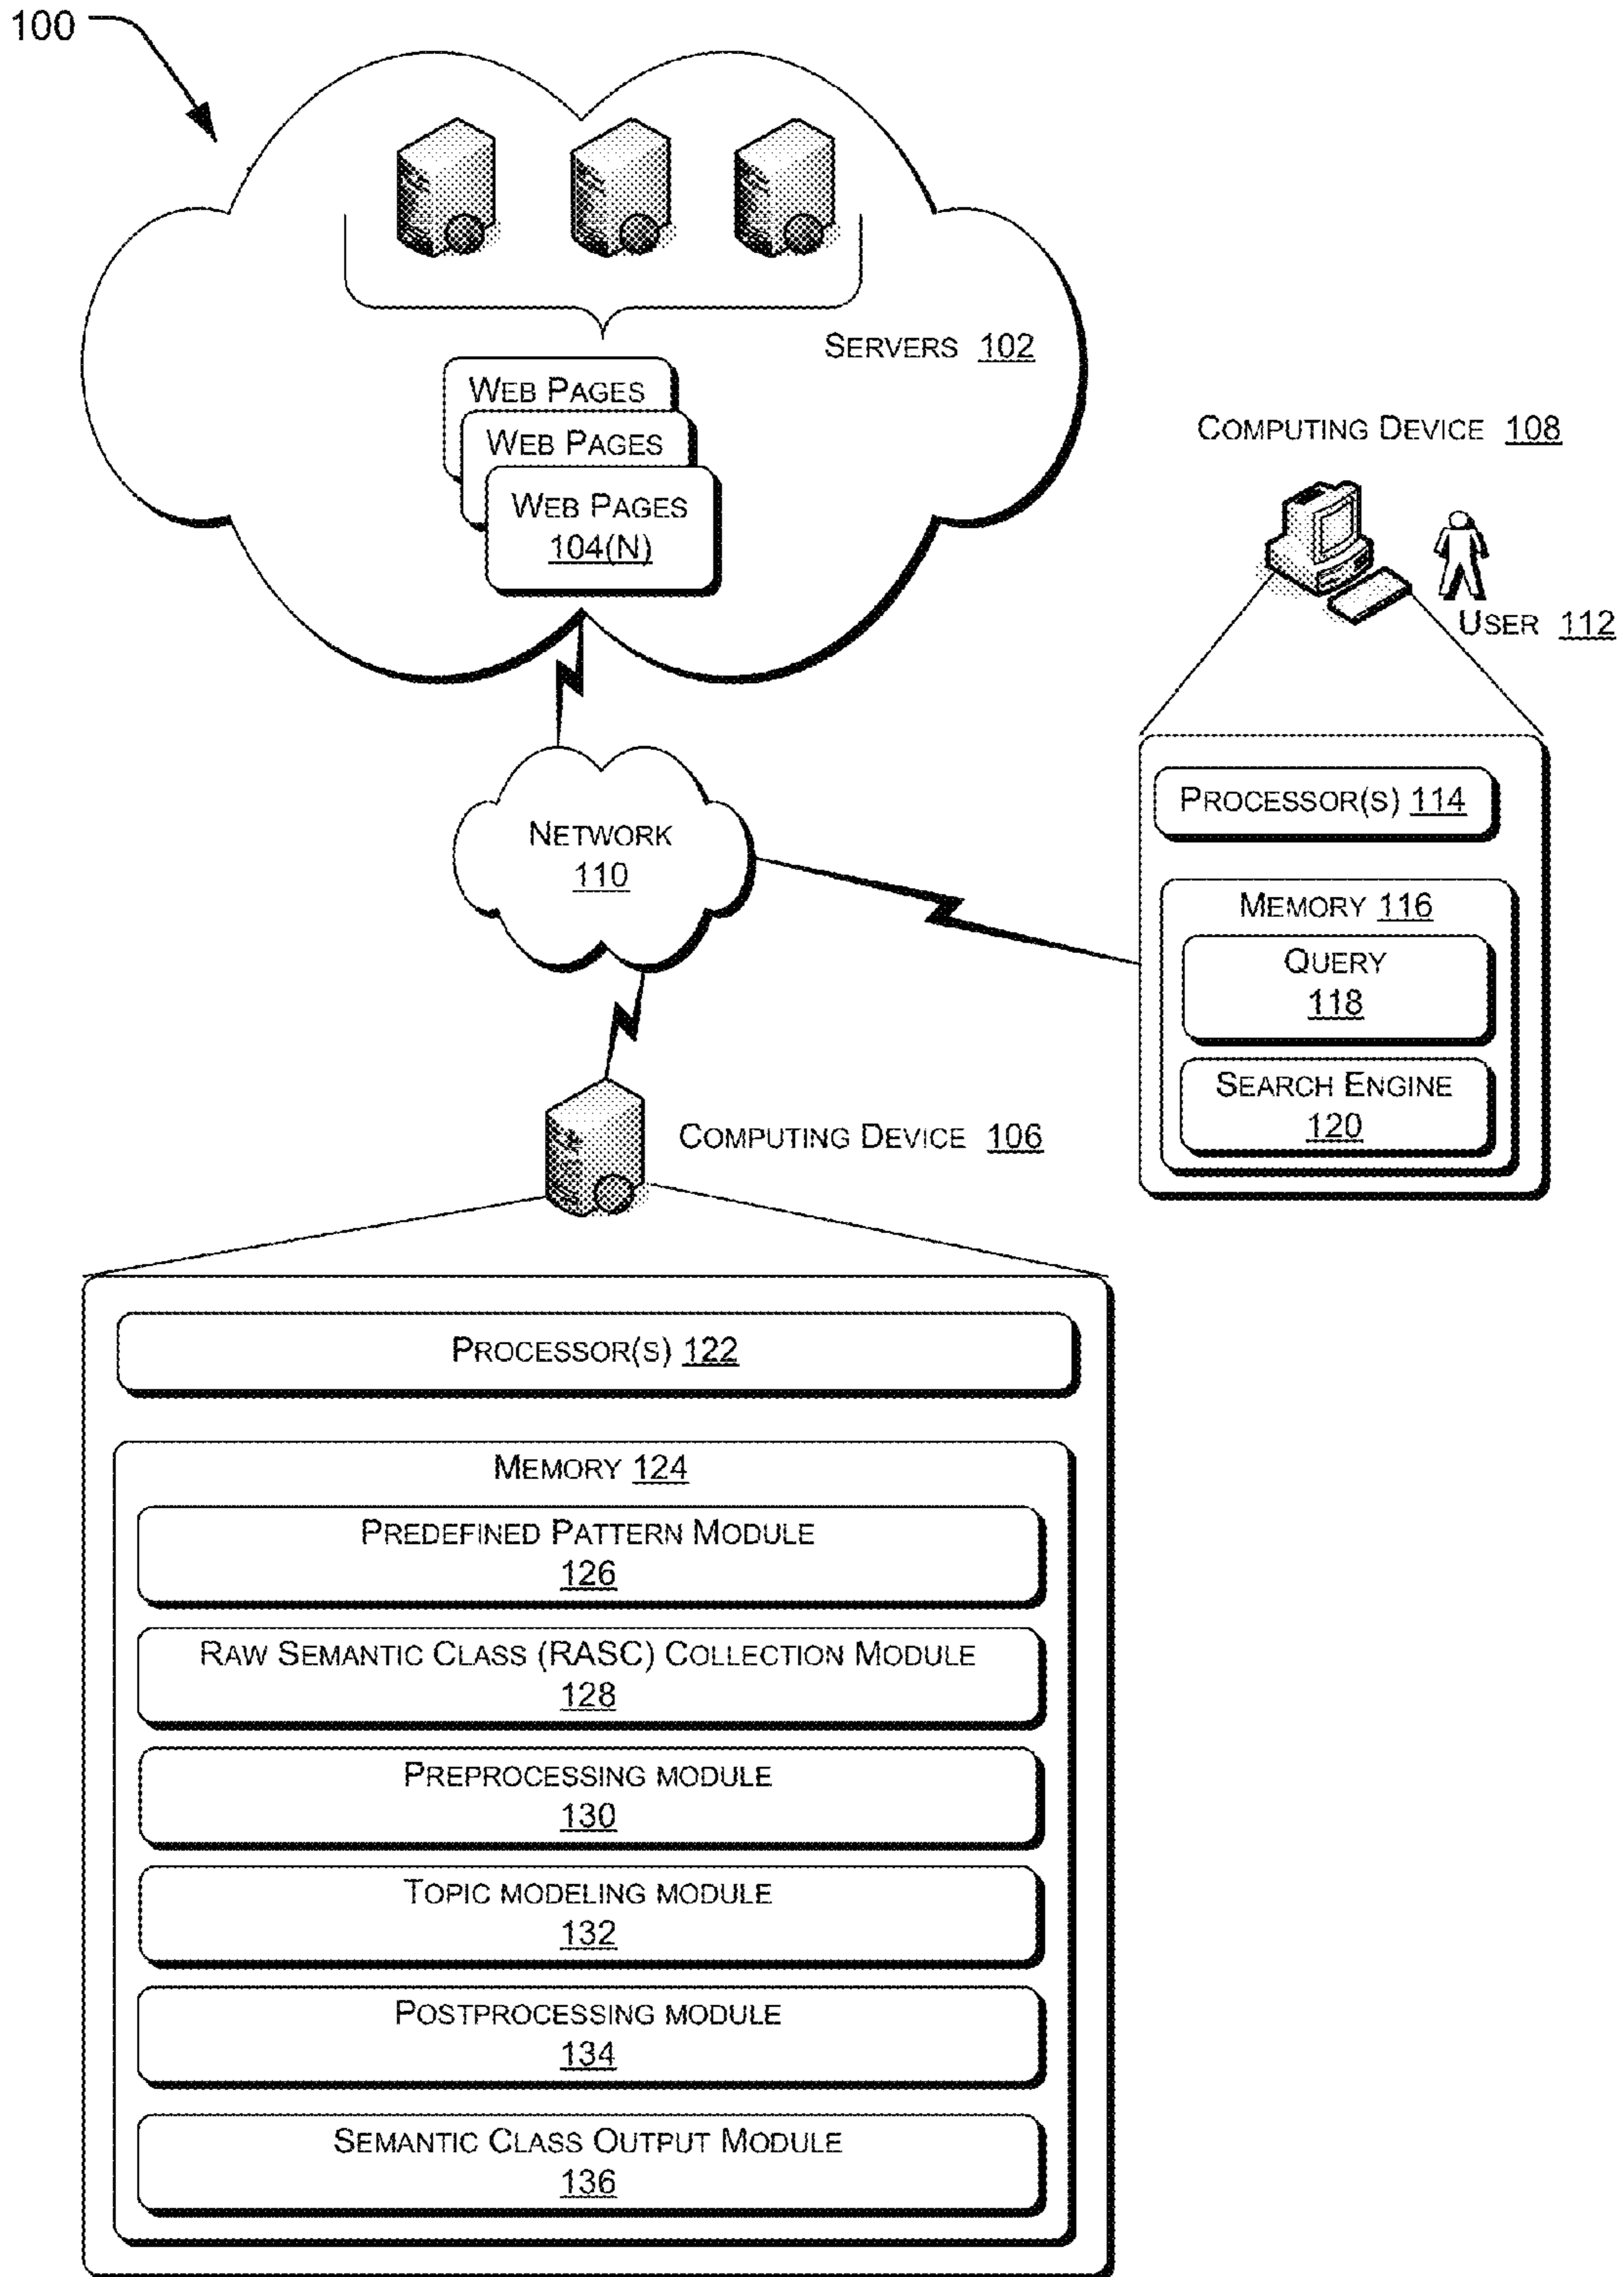 100
SERVERS 102
WEB PAGES
WEB PAGES
WEB PAGES
104(N)
COMPUTING DEVICE 108
USER 112
PROCESSOR(S) 114
MEMORY 116
QUERY
118
SEARCH ENGINE
120
NETWORK
110
COMPUTING DEVICE 106
PROCESSOR(S) 122
MEMORY 124
PREDEFINED PATTERN MODULE
126
RAW SEMANTIC CLASS (RASC) COLLECTION MODULE
128
PREPROCESSING MODULE
130
TOPIC MODELING MODULE
132
POSTPROCESSING MODULE
134
SEMANTIC CLASS OUTPUT MODULE
136